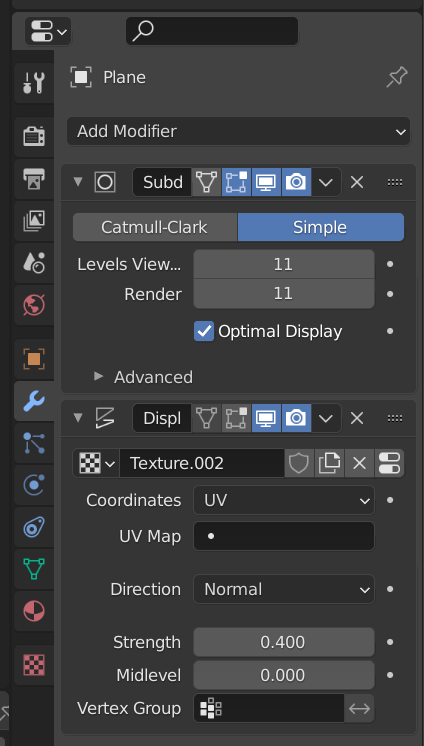 Plane
Add Modifier
Subd
Catmull-Clark Simple
Levels View... 11
Render 11
Optimal Display
Advanced
Displ
Texture.002
Coordinates UV
UV Map
Direction Normal
Strength 0.400
Midlevel 0.000
Vertex Group